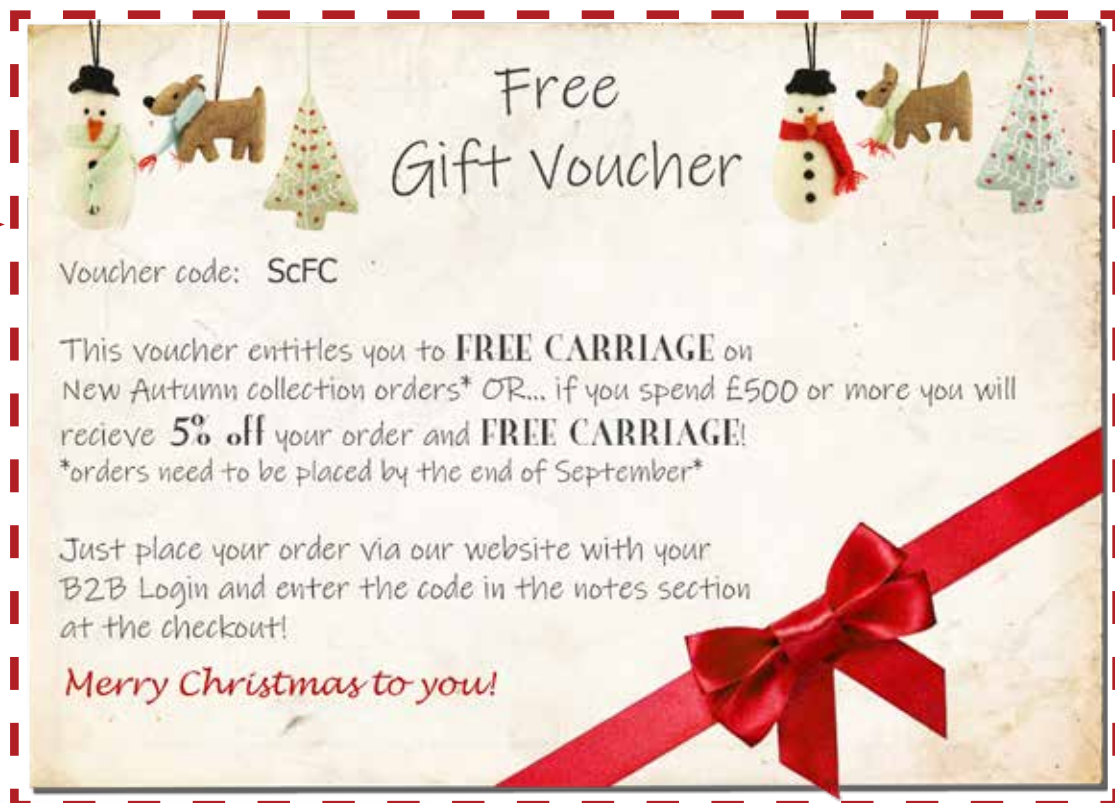 Free
Gift Voucher
Voucher code: ScFC
This voucher entitles you to FREE CARRIAGE on
New Autumn collection orders* OR... if you spend £500 or more you will
recieve 5% off your order and FREE CARRIAGE!
*orders need to be placed by the end of September*
Just place your order via our website with your
B2B Login and enter the code in the notes section
at the checkout!
Merry Christmas to you!